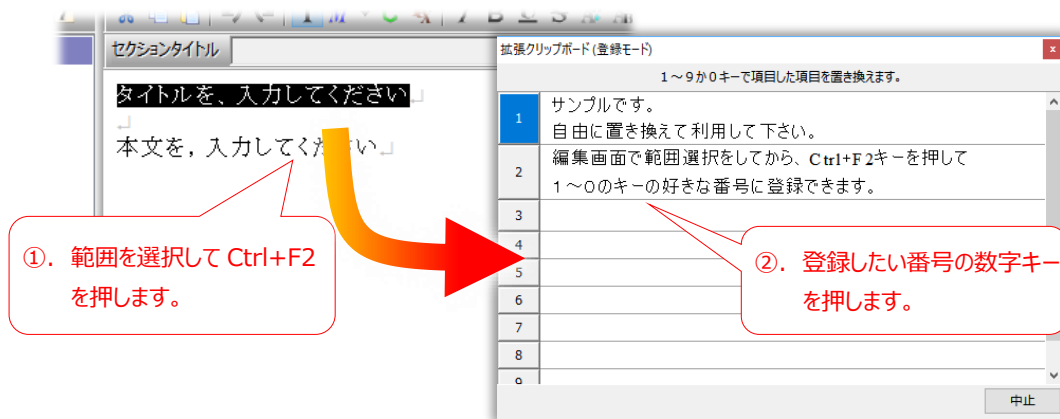 セクションタイトル
タイトルを、入力してください
本文を，入力してください
①．範囲を選択して Ctrl+F2
を押します。
拡張クリップボード（登録モード）
1～9か0キーで項目した項目を置き換えます。
1 サンプルです。
自由に置き換えて利用して下さい。
2 編集画面で範囲選択をしてから、Ctrl+F2キーを押して
1～0のキーの好きな番号に登録できます。
3
4
5
6
7
8
9
②．登録したい番号の数字キー
を押します。
中止